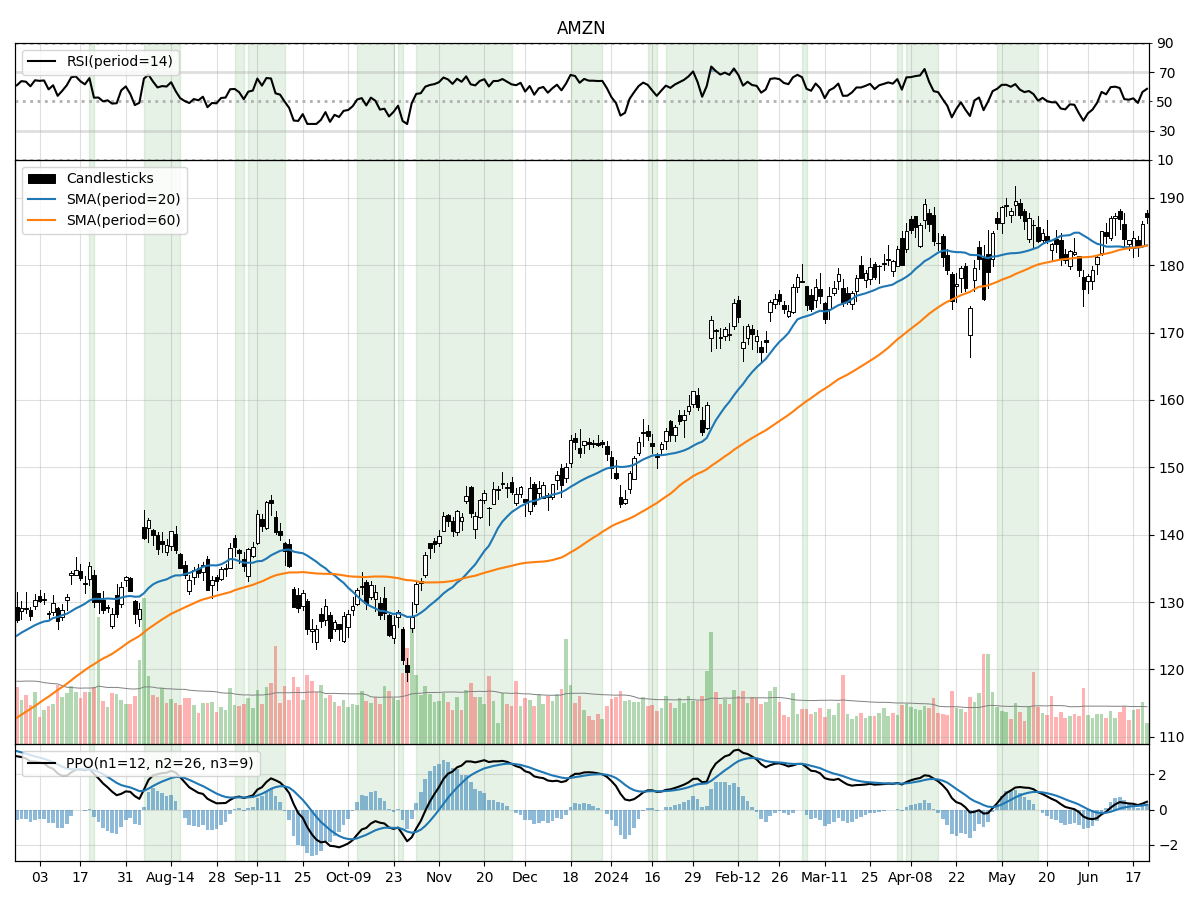 AMZN
RSI(period=14)
90
70
50
30
10
Candlesticks
SMA(period=20)
SMA(period=60)
190
180
170
160
150
140
130
120
110
PPO(n1=12, n2=26, n3=9)
2
0
−2
03 17 31 Aug-14 28 Sep-11 25 Oct-09 23 Nov 20 Dec 18 2024 16 29 Feb-12 26 Mar-11 25 Apr-08 22 May 20 Jun 17